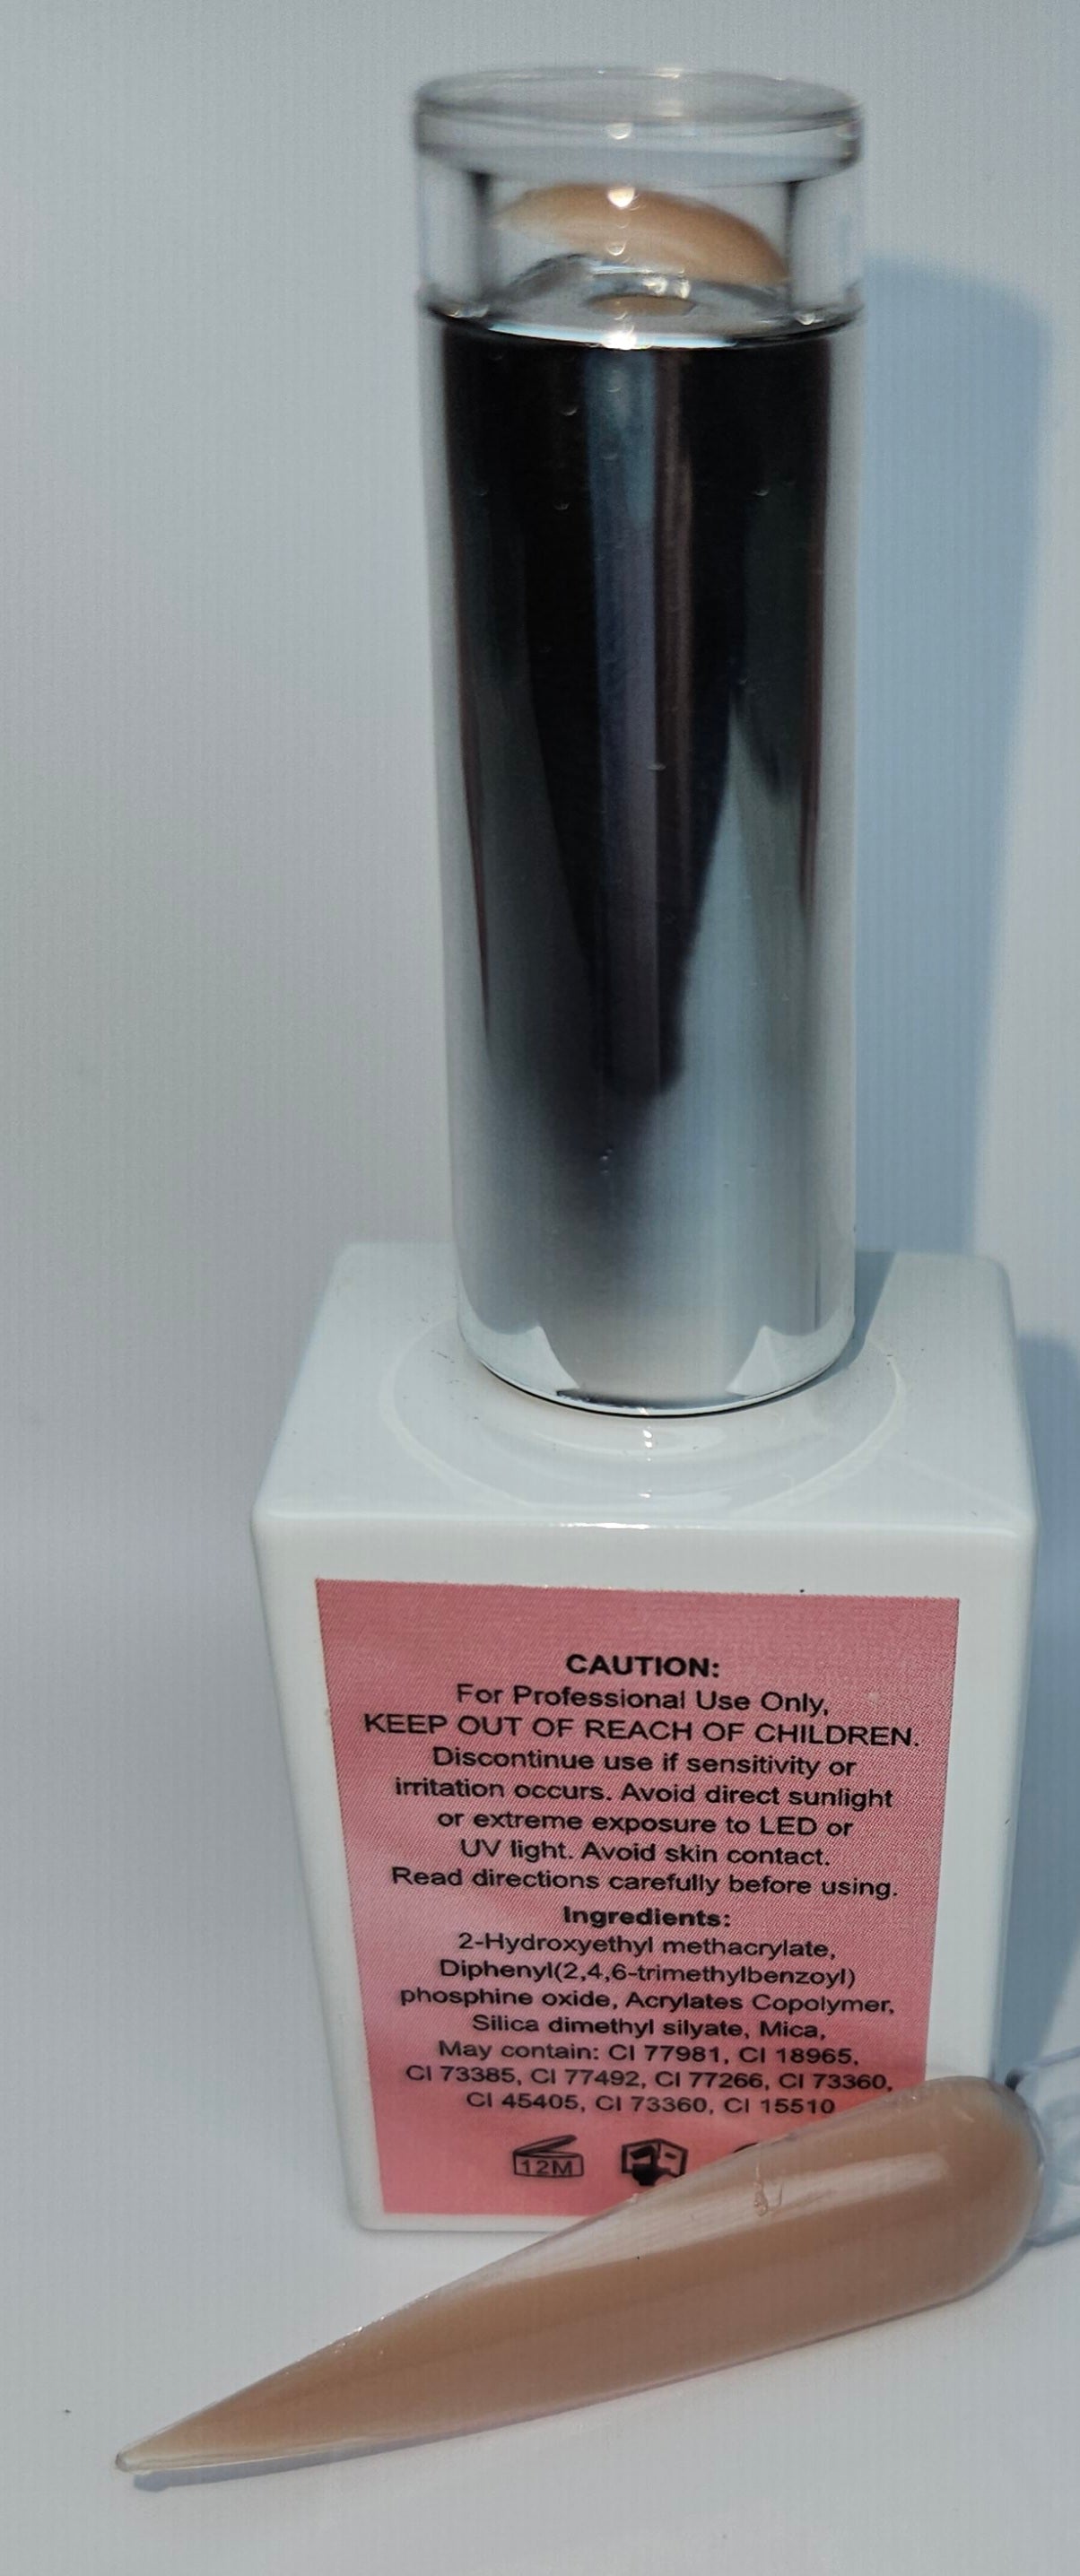 CAUTION:
For Professional Use Only,
KEEP OUT OF REACH OF CHILDREN.
Discontinue use if sensitivity or
irritation occurs. Avoid direct sunlight
or extreme exposure to LED or
UV light. Avoid skin contact.
Read directions carefully before using.
Ingredients:
2-Hydroxyethyl methacrylate,
Diphenyl(2,4,6-trimethylbenzoyl)
phosphine oxide, Acrylates Copolymer,
Silica dimethyl silyate, Mica,
May contain: CI 77981, CI 18965,
CI 73385, CI 77492, CI 77266, CI 73360,
CI 45405, CI 73360, CI 15510
12M